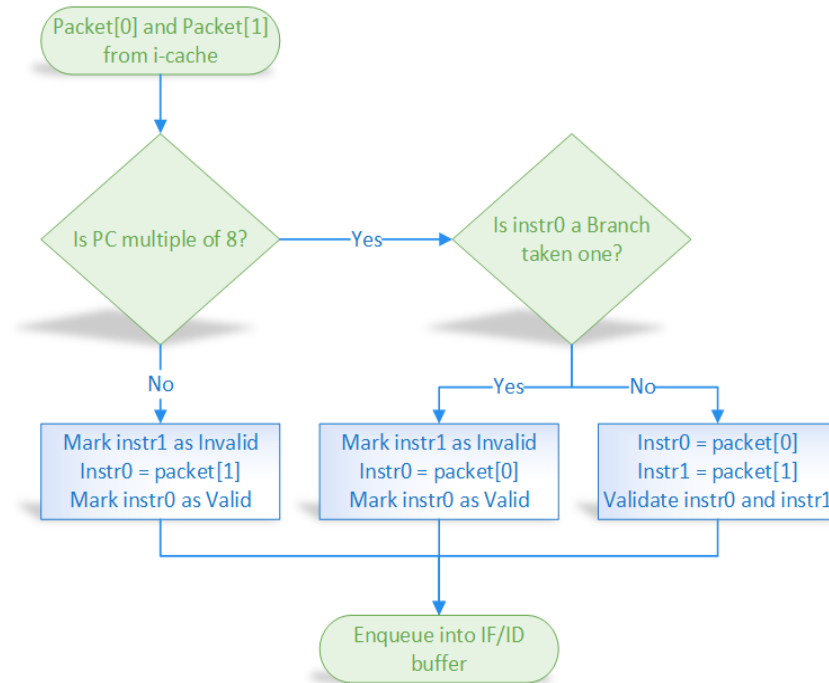 Packet[0] and Packet[1]
from i-cache
Is PC multiple of 8?
Yes
Is instr0 a Branch
taken one?
No
Yes
No
Mark instr1 as Invalid
Instr0 = packet[1]
Mark instr0 as Valid
Mark instr1 as Invalid
Instr0 = packet[0]
Mark instr0 as Valid
Instr0 = packet[0]
Instr1 = packet[1]
Validate instr0 and instr1
Enqueue into IF/ID
buffer